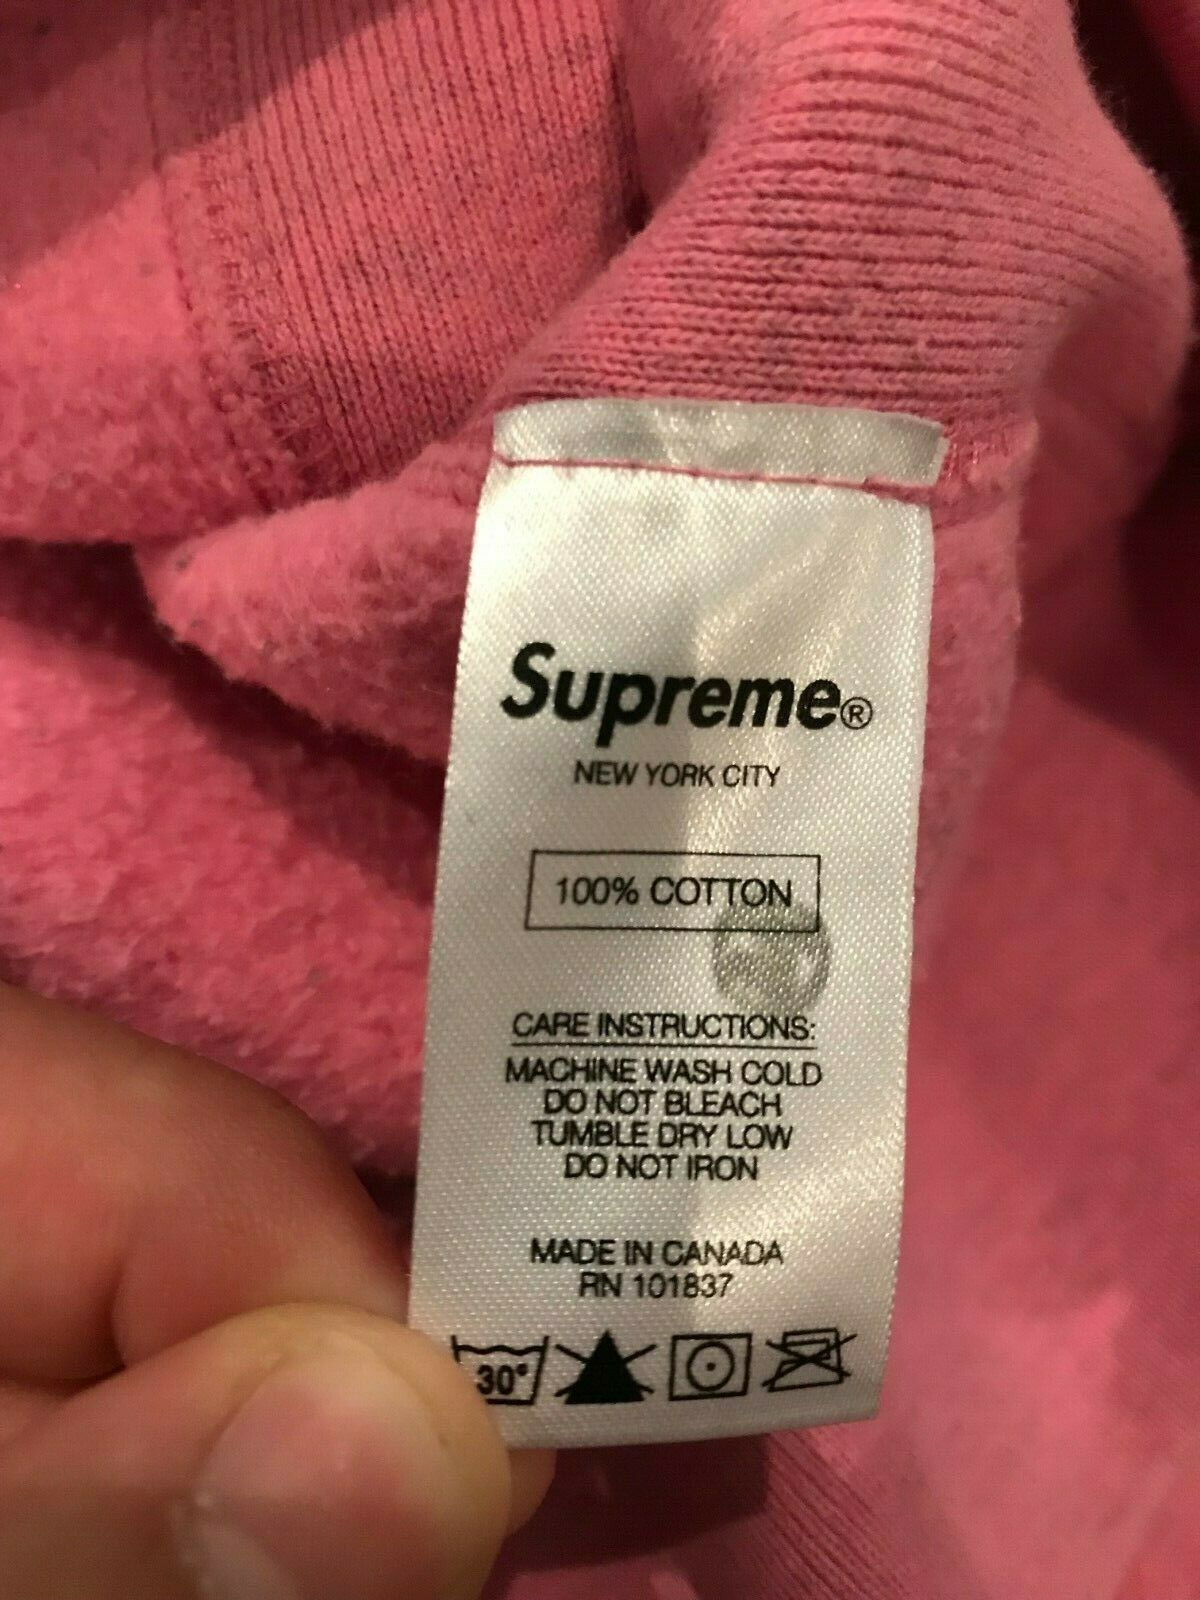 Supreme®
NEW YORK CITY
100% COTTON
CARE INSTRUCTIONS:
MACHINE WASH COLD
DO NOT BLEACH
TUMBLE DRY LOW
DO NOT IRON
MADE IN CANADA
RN 101837
30°